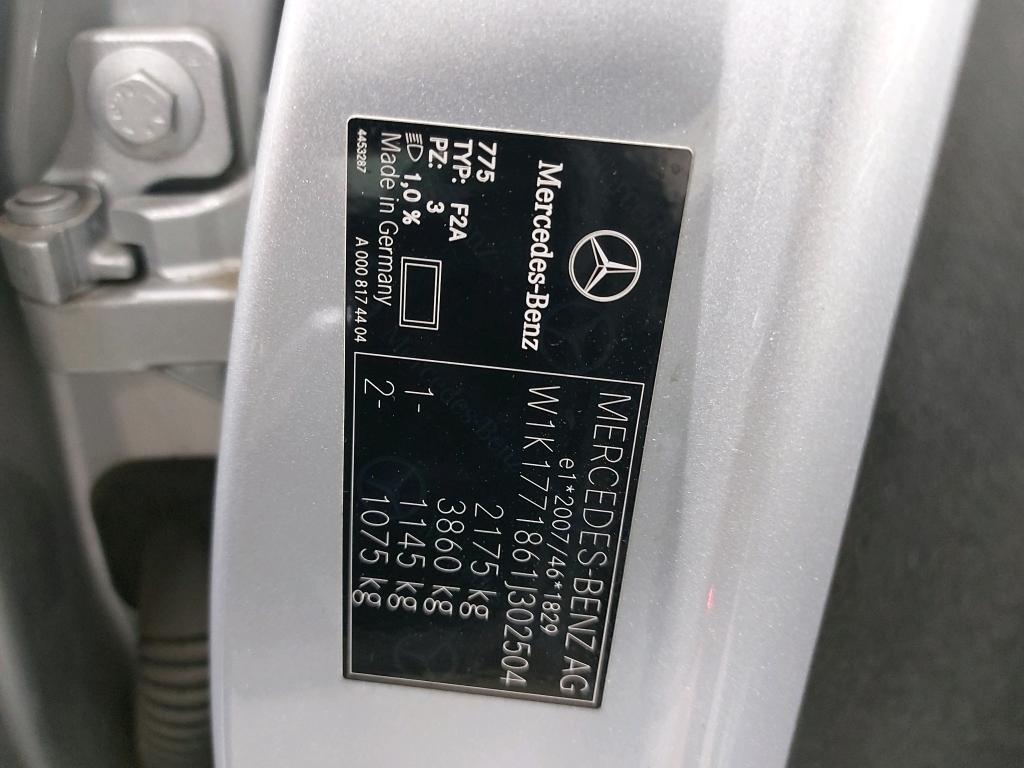 Mercedes-Benz
775
TYP: F2A
PZ: 3
1,0 %
Made in Germany
4453287
A 000 817 44 04
MERCEDES-BENZ AG
e1*2007/46*1829
W1K1771861J302504
2175 kg
3860 kg
1- 1145 kg
2- 1075 kg